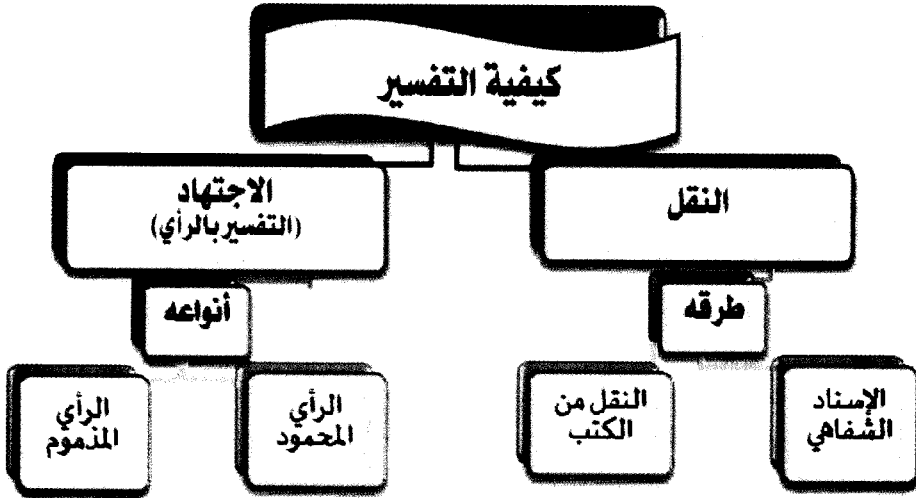 كيفية التفسير
النقل
الاجتهاد
(التفسير بالرأي)
طرقه
أنواعه
الإسناد
الشفاهي
النقل من
الكتب
الرأي
المحمود
الرأي
المذموم